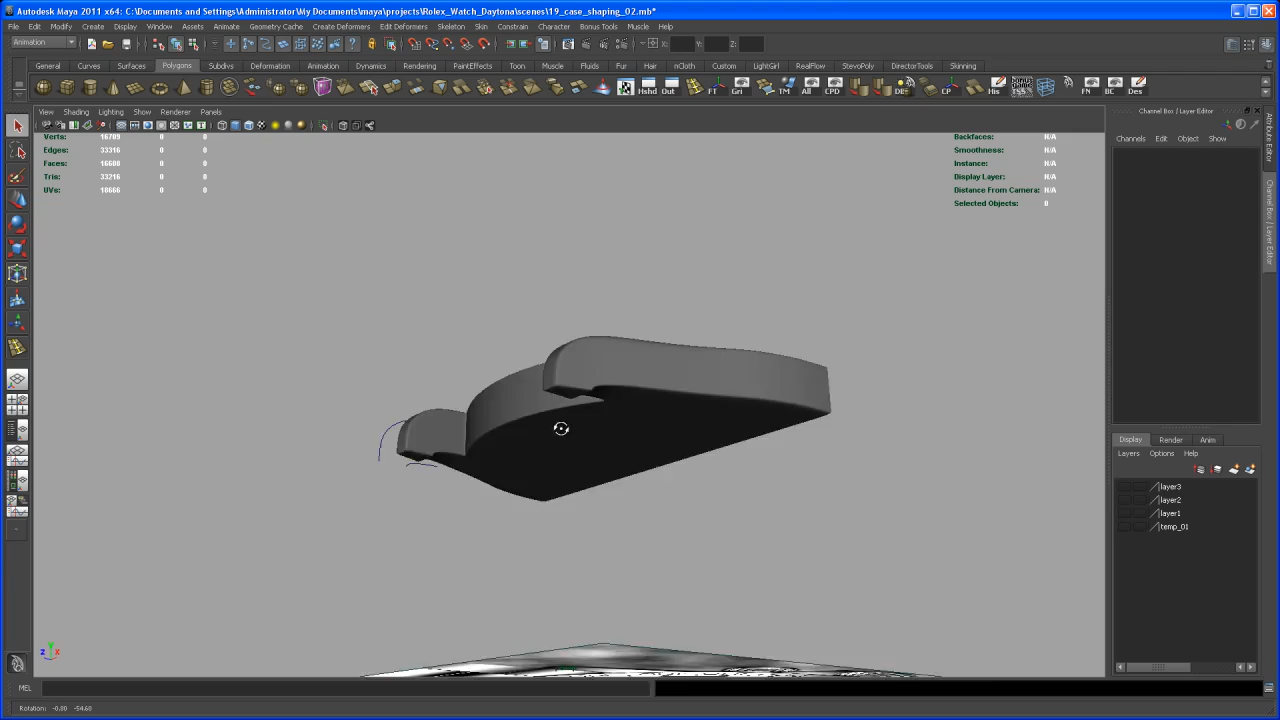 Autodesk Maya 2011 x64: C:\Documents and Settings\Administrator\My Documents\maya\projects\Rolex_Watch_Daytona\scenes\19_case_shaping_02.mb*
File Edit Modify Create Display Window Assets Animate Geometry Cache Create Deformers Edit Deformers Skeleton Skin Constrain Character Bonus Tools Muscle Help
Animation X: Y: Z:
General Curves Surfaces Polygons Subdivs Deformation Animation Dynamics Rendering PaintEffects Toon Muscle Fluids Fur Hair nCloth Custom LightGirl RealFlow StevoPoly DirectorTools Skinning
Hshd Out FT Gri TM All CPD DE CP His FN BC Des
View Shading Lighting Show Renderer Panels
Channel Box / Layer Editor
Channels Edit Object Show
Verts: 16709 0 0
Edges: 33316 0 0
Faces: 16608 0 0
Tris: 33216 0 0
UVs: 18666 0 0
Backfaces: N/A
Smoothness: N/A
Instance: N/A
Display Layer: N/A
Distance From Camera: N/A
Selected Objects: 0
Attribute Editor
Channel Box / Layer Editor
Display Render Anim
Layers Options Help
layer3
layer2
layer1
temp_01
z x
MEL
Rotation: -0.80 -54.60